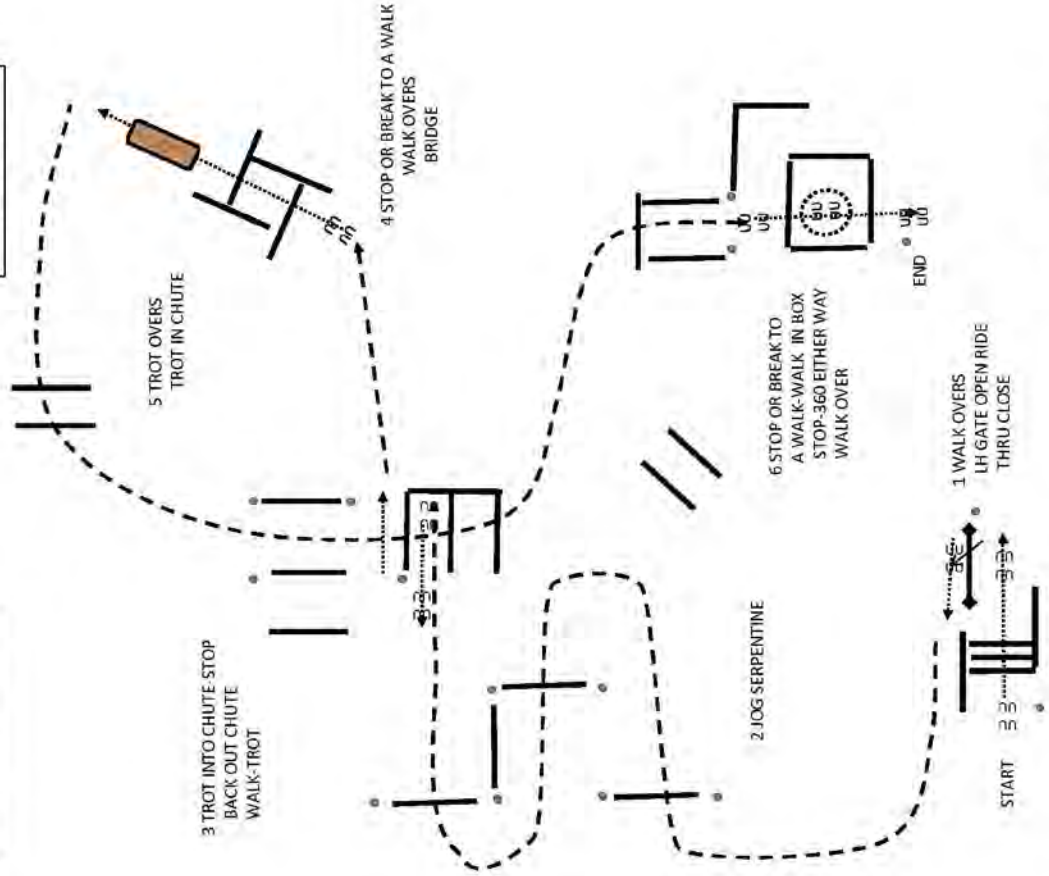 3 TROT INTO CHUTE-STOP
BACK OUT CHUTE
WALK-TROT
5 TROT OVERS
TROT IN CHUTE
4 STOP OR BREAK TO A WALK
WALK OVERS
BRIDGE
2 JOG SERPENTINE
6 STOP OR BREAK TO
A WALK-WALK IN BOX
STOP-360 EITHER WAY
WALK OVER
START
1 WALK OVERS
LH GATE OPEN RIDE
THRU CLOSE
END